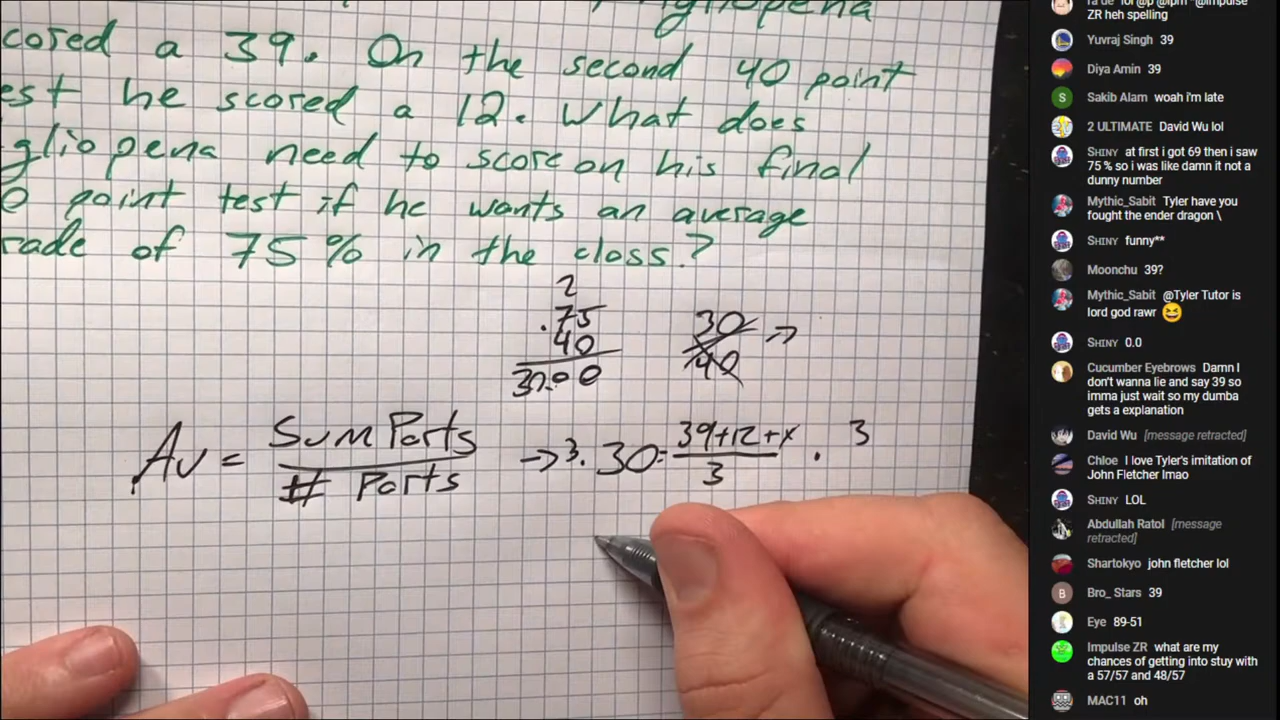 cored a 39. On the second 40 point
est he scored a 12. What does
gliopena need to score on his final
0 point test if he wants an average
rade of 75% in the class?
2
.75
40
30.00
30
40
Av = Sum Parts
# Parts
→ 3. 30 = 39+12+x . 3
3
ZR heh spelling
Yuvraj Singh 39
Diya Amin 39
Sakib Alam woah i'm late
2 ULTIMATE David Wu lol
SHINY at first i got 69 then i saw
75 % so i was like damn it not a
dunny number
Mythic_Sabit Tyler have you
fought the ender dragon \
SHINY funny**
Moonchu 39?
Mythic_Sabit @Tyler Tutor is
lord god rawr 😆
SHINY 0.0
Cucumber Eyebrows Damn I
don't wanna lie and say 39 so
imma just wait so my dumba
gets a explanation
David Wu [message retracted]
Chloe I love Tyler's imitation of
John Fletcher lmao
SHINY LOL
Abdullah Ratol [message
retracted]
Shartokyo john fletcher lol
Bro_ Stars 39
Eye 89-51
Impulse ZR what are my
chances of getting into stuy with
a 57/57 and 48/57
MAC11 oh